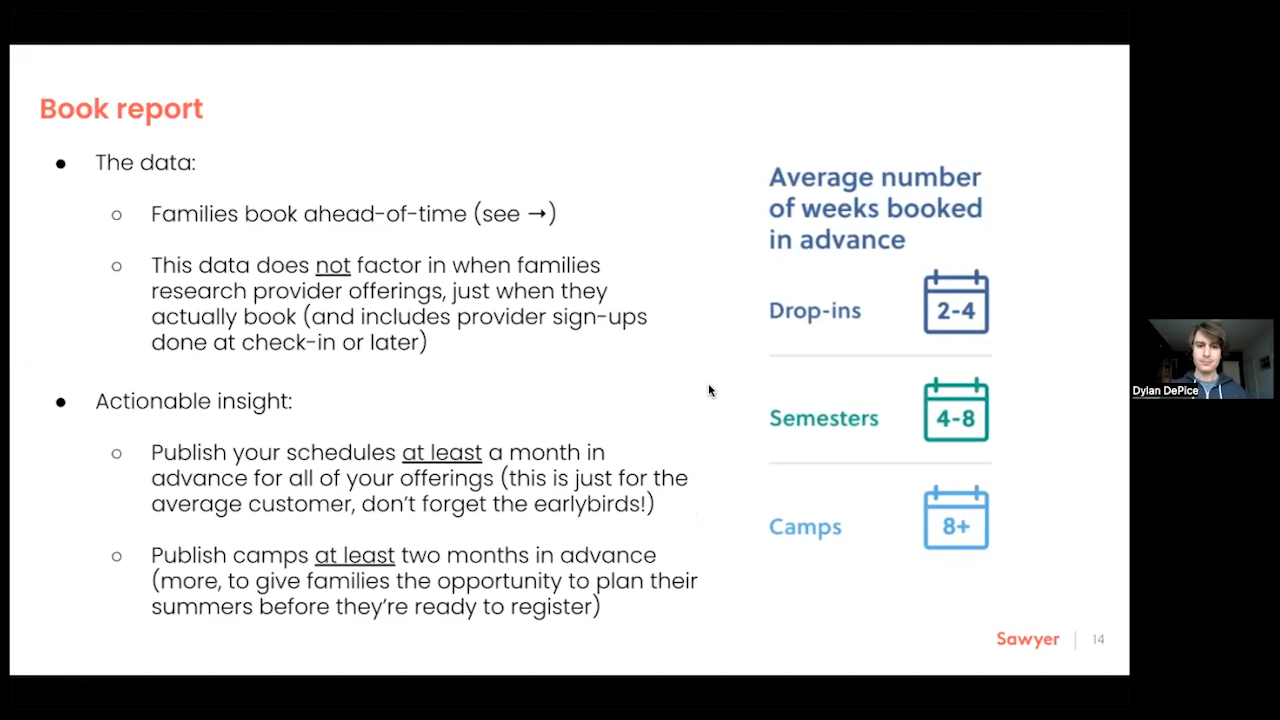 Book report
● The data:
○ Families book ahead-of-time (see →)
○ This data does not factor in when families
research provider offerings, just when they
actually book (and includes provider sign-ups
done at check-in or later)
● Actionable insight:
○ Publish your schedules at least a month in
advance for all of your offerings (this is just for the
average customer, don't forget the earlybirds!)
○ Publish camps at least two months in advance
(more, to give families the opportunity to plan their
summers before they're ready to register)
Average number
of weeks booked
in advance
Drop-ins 2-4
Semesters 4-8
Camps 8+
Sawyer | 14
Dylan DePice